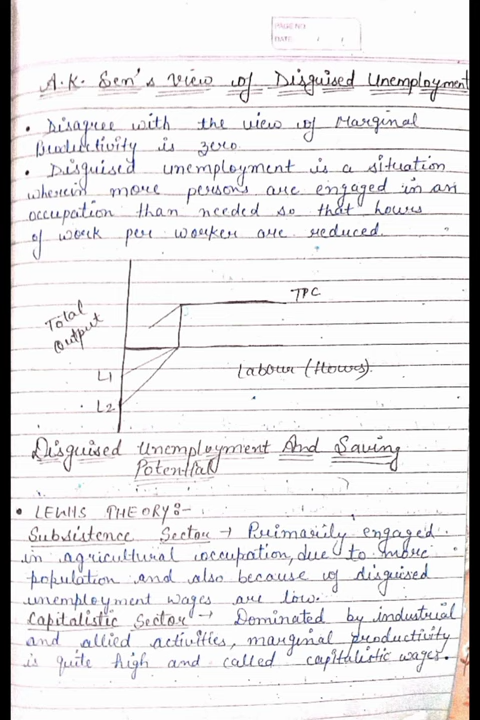 PAGE NO.
DATE / /
A.K. Sen's view of Disguised Unemployment
• Disagree with the view of Marginal
Productivity is zero
• Disguised unemployment is a situation
wherein more persons are engaged in an
occupation than needed so that hours
of work per worker are reduced.
TPC
Total
Output
L1
Labour (Hours).
L2
Disguised Unemployment And Saving
Potential
• LEWIS THEORY:-
Subsistence Sector → Primarily engaged
in agricultural occupation, due to more
population and also because of disguised
unemployment wages are low.
Capitalistic Sector → Dominated by industrial
and allied activities, marginal productivity
is quite high and called capitalistic wages.